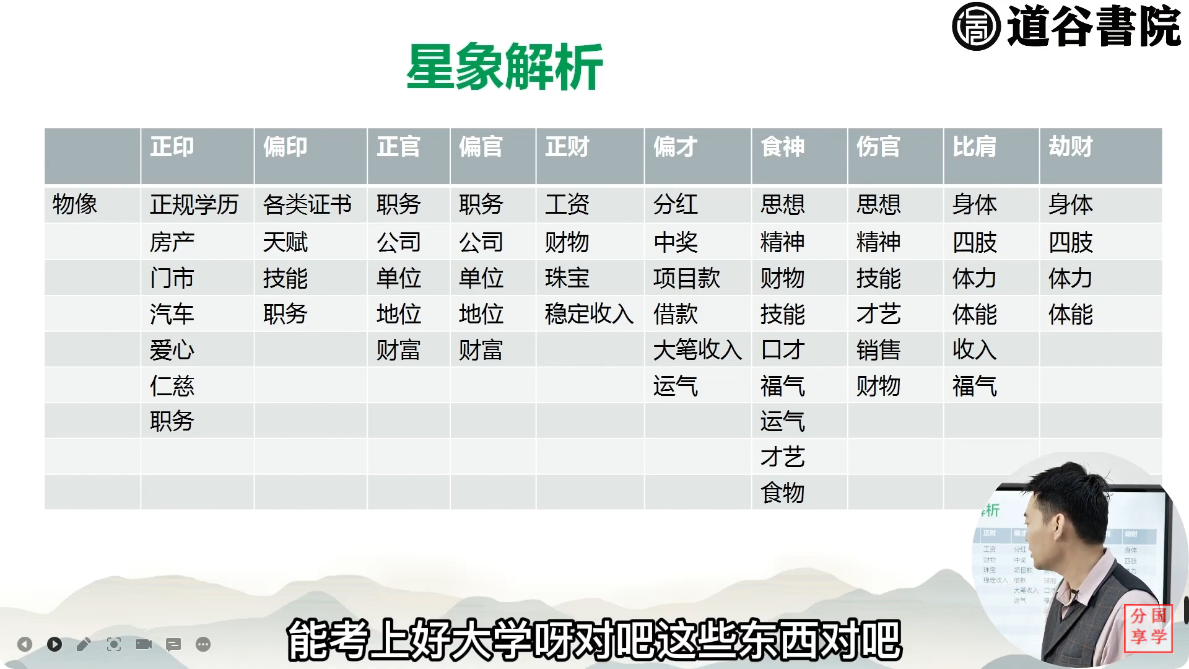 道谷書院
星象解析
正印 偏印 正官 偏官 正财 偏才 食神 伤官 比肩 劫财
物像 正规学历 各类证书 职务 职务 工资 分红 思想 思想 身体 身体
房产 天赋 公司 公司 财物 中奖 精神 精神 四肢 四肢
门市 技能 单位 单位 珠宝 项目款 财物 技能 体力 体力
汽车 职务 地位 地位 稳定收入 借款 技能 才艺 体能 体能
爱心 财富 财富 大笔收入 口才 销售 收入
仁慈 运气 福气 财物 福气
职务 运气
才艺
食物
能考上好大学呀对吧这些东西对吧
分国
享学